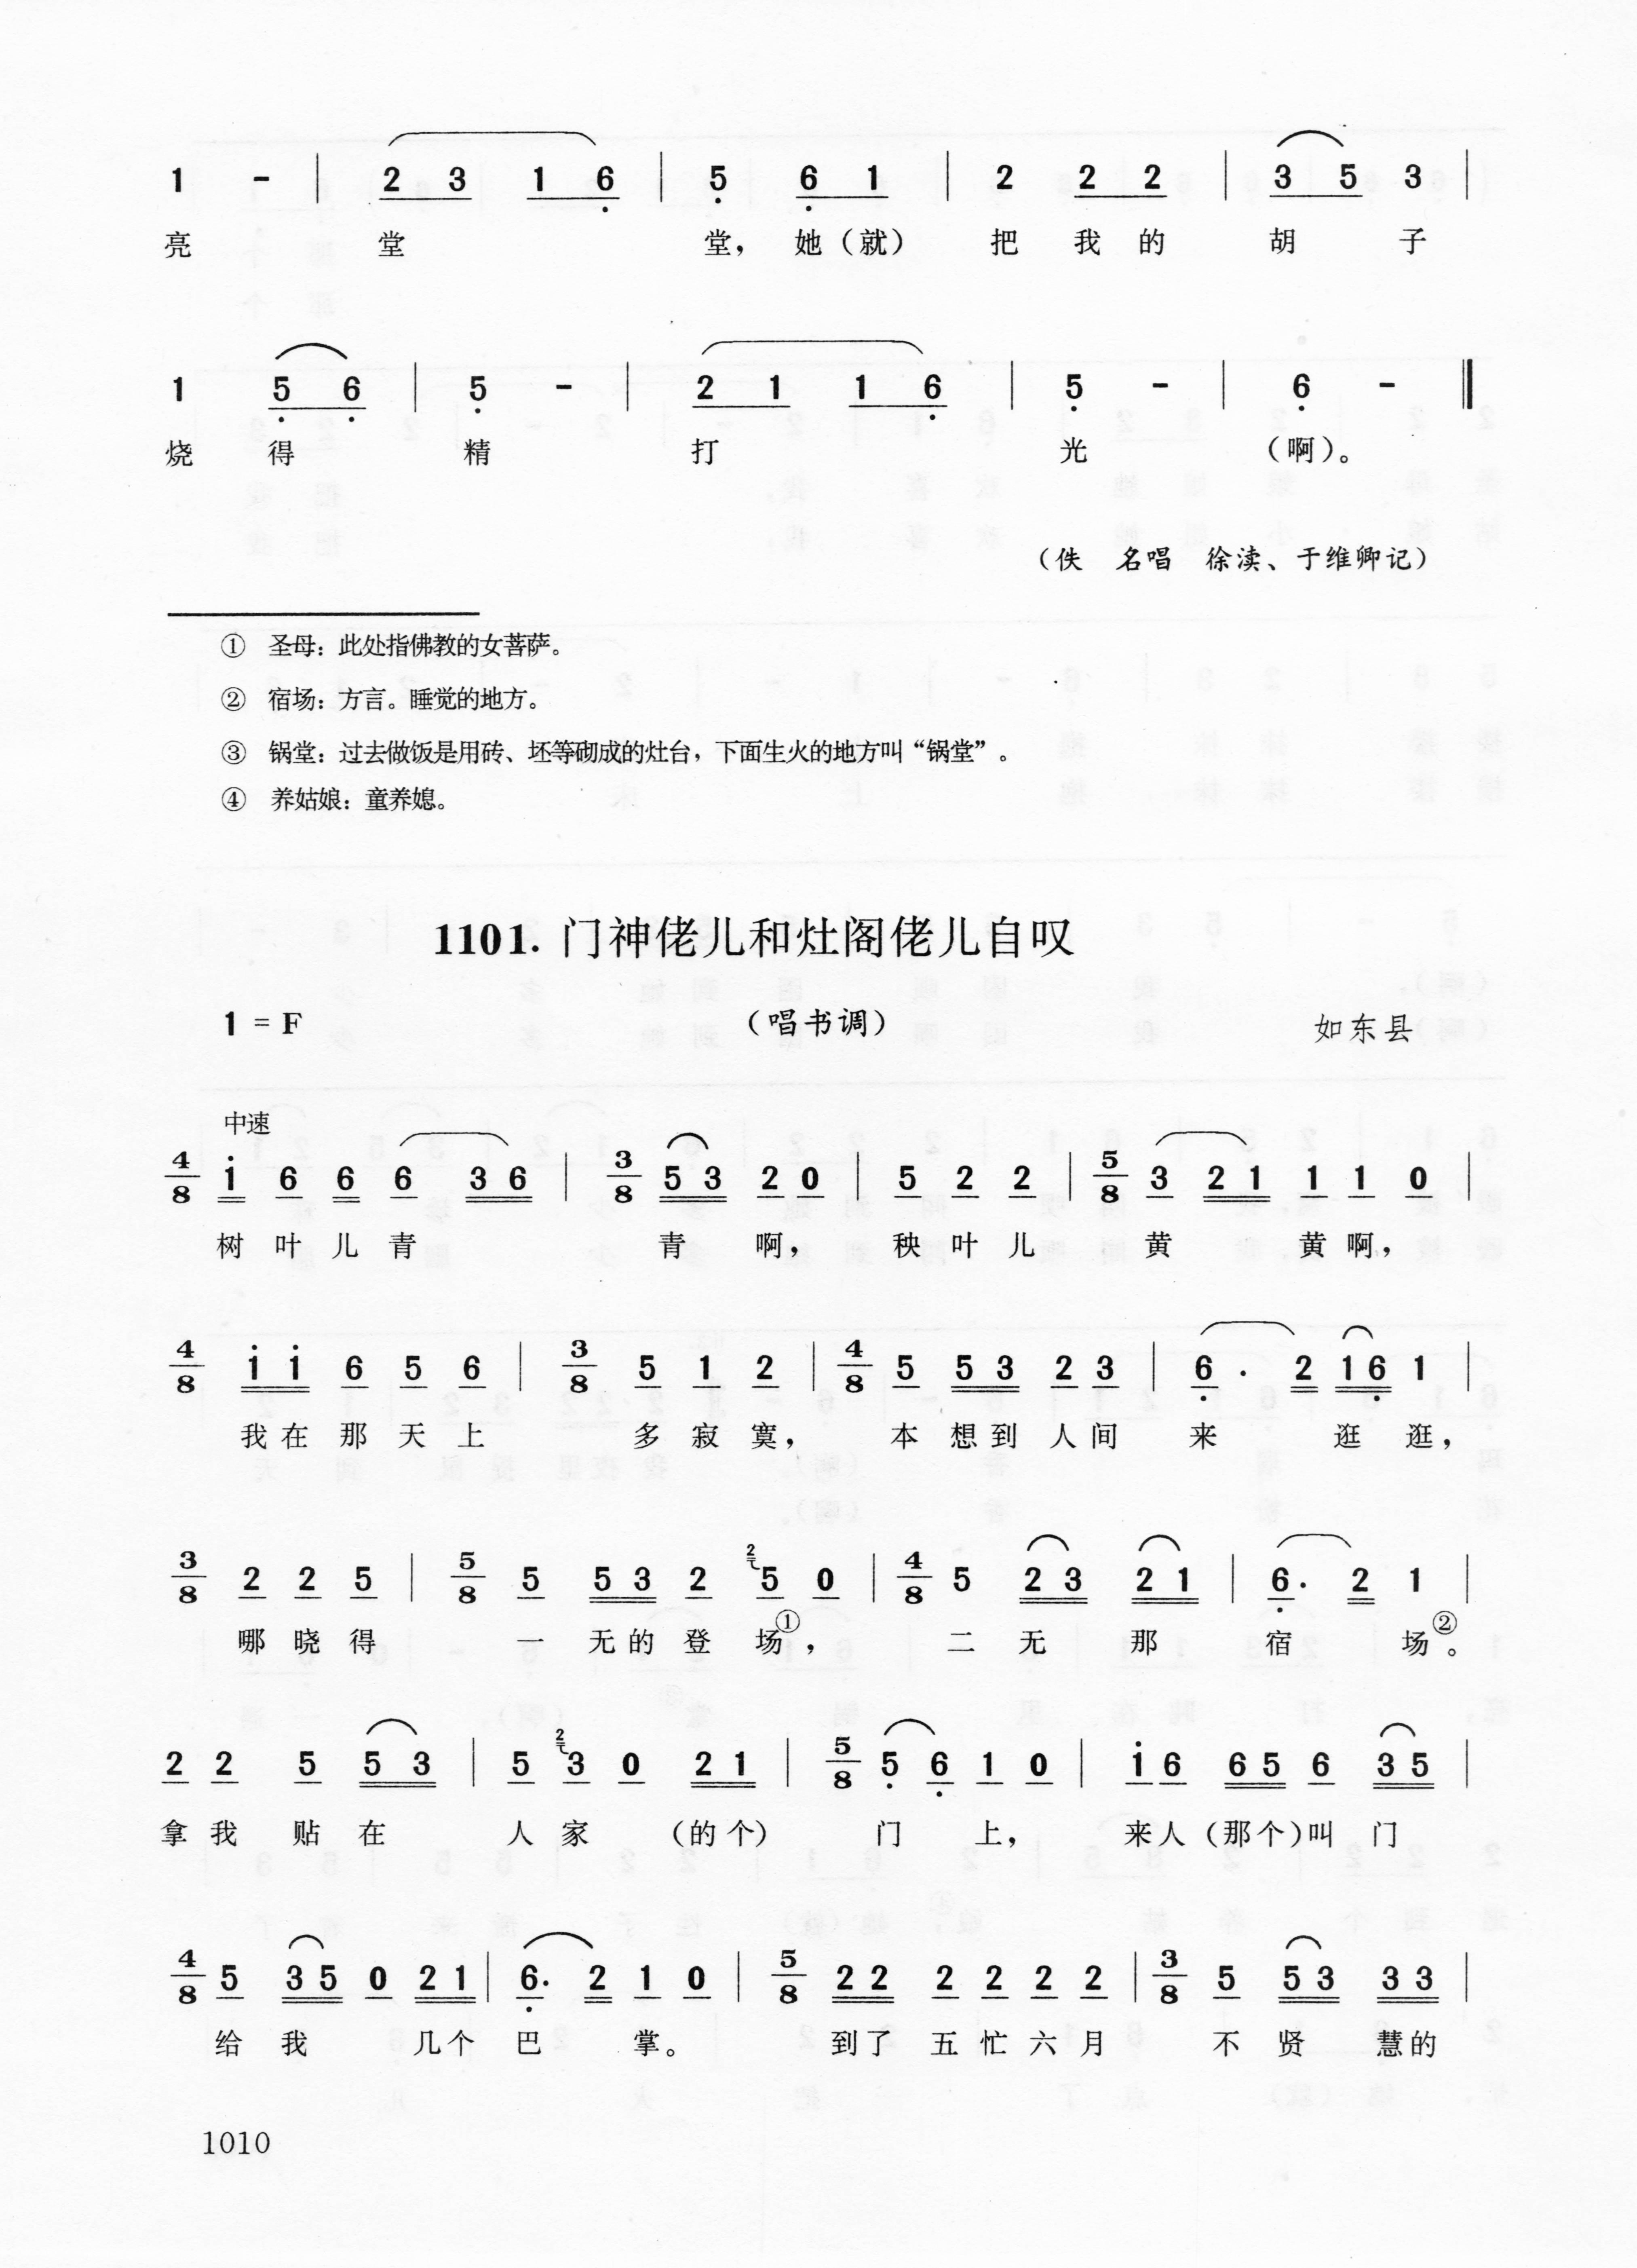 1 - | 2 3 1 6 | 5 6 1 | 2 2 2 | 3 5 3 |
亮 堂 堂，她（就） 把 我 的 胡 子
1 5 6 | 5 - | 2 1 1 6 | 5 - | 6 - ‖
烧 得 精 打 光 （啊）。
（佚 名唱 徐渎、于维卿记）
① 圣母：此处指佛教的女菩萨。
② 宿场：方言。睡觉的地方。
③ 锅堂：过去做饭是用砖、坯等砌成的灶台，下面生火的地方叫“锅堂”。
④ 养姑娘：童养媳。
1101. 门神佬儿和灶阁佬儿自叹
1 = F （唱书调） 如东县
中速
4/8 1 6 6 6 3 6 | 3/8 5 3 2 0 | 5 2 2 | 5/8 3 2 1 1 1 0 |
树 叶 儿 青 青 啊， 秧 叶 儿 黄 黄 啊，
4/8 1 1 6 5 6 | 3/8 5 1 2 | 4/8 5 5 3 2 3 | 6 · 2 1 6 1 |
我 在 那 天 上 多 寂 寞， 本 想 到 人 间 来 逛 逛，
3/8 2 2 5 | 5/8 5 5 3 2 2 5 0 | 4/8 5 2 3 2 1 | 6 · 2 1 |
哪 晓 得 一 无 的 登 场①， 二 无 那 宿 场②。
2 2 5 5 3 | 5 2 3 0 2 1 | 5/8 5 6 1 0 | 1 6 6 5 6 3 5 |
拿 我 贴 在 人 家 （的 个） 门 上， 来 人（那 个）叫 门
4/8 5 3 5 0 2 1 | 6 · 2 1 0 | 5/8 2 2 2 2 2 2 | 3/8 5 5 3 3 3 |
给 我 几 个 巴 掌。 到 了 五 忙 六 月 不 贤 慧 的
1010